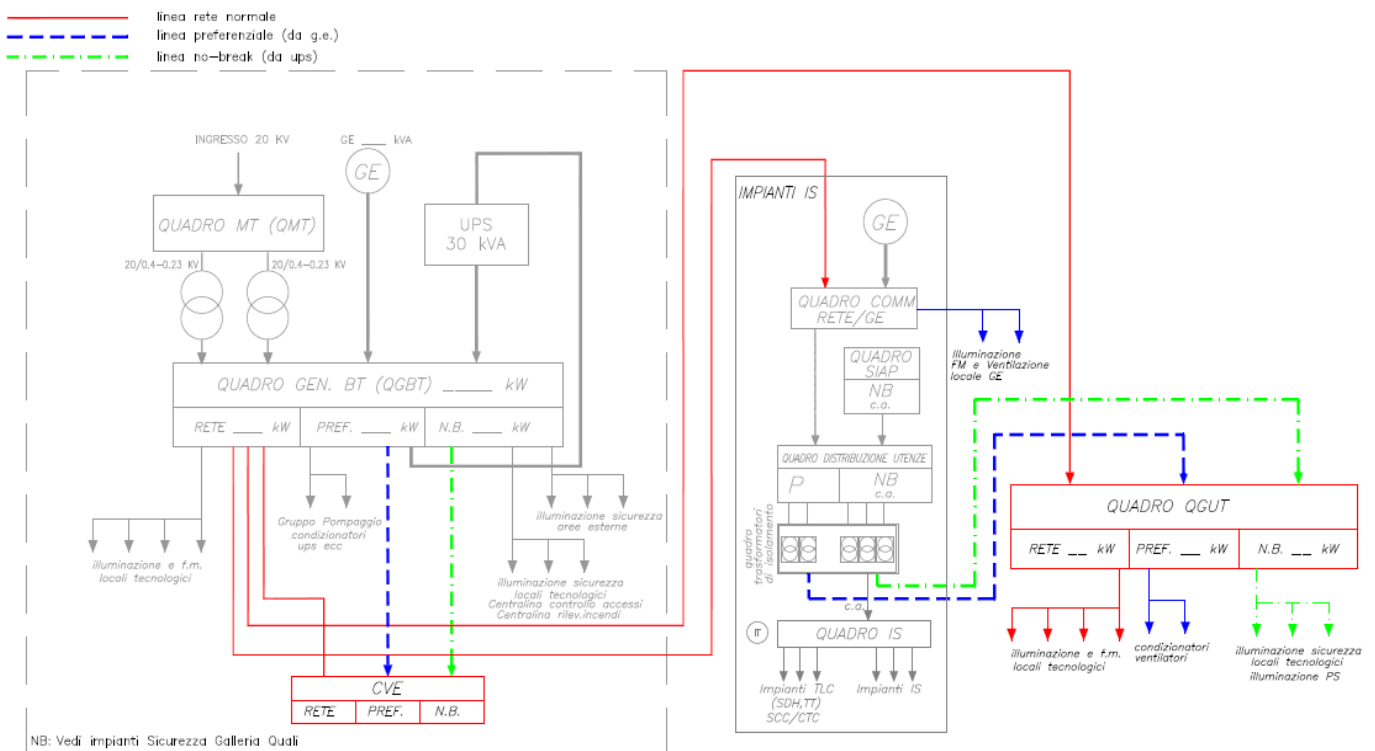 linea rete normale
linea preferenziale (da g.e.)
linea no-break (da ups)
INGRESSO 20 KV
GE ___ kVA
GE
QUADRO MT (QMT)
UPS
30 kVA
20/0.4-0.23 KV
20/0.4-0.23 KV
QUADRO GEN. BT (QGBT) ____ kW
RETE ___ kW
PREF. ___ kW
N.B. ___ kW
illuminazione e f.m.
locali tecnologici
Gruppo Pompaggio
condizionatori
ups ecc
illuminazione sicurezza
aree esterne
illuminazione sicurezza
locali tecnologici
Centralina controllo accessi
Centralina rilev.incendi
CVE
RETE
PREF.
N.B.
NB: Vedi impianti Sicurezza Galleria Quali
IMPIANTI IS
GE
QUADRO COMM
RETE/GE
Illuminazione
FM e Ventilazione
locale GE
QUADRO
SIAP
NB
c.a.
QUADRO DISTRIBUZIONE UTENZE
P
NB
c.a.
quadro
trasformatori
di isolamento
c.a.
IT
QUADRO IS
Impianti TLC
(SDH,TT)
SCC/CTC
Impianti IS
QUADRO QGUT
RETE __ kW
PREF. __ kW
N.B. __ kW
illuminazione e f.m.
locali tecnologici
condizionatori
ventilatori
illuminazione sicurezza
locali tecnologici
illuminazione PS